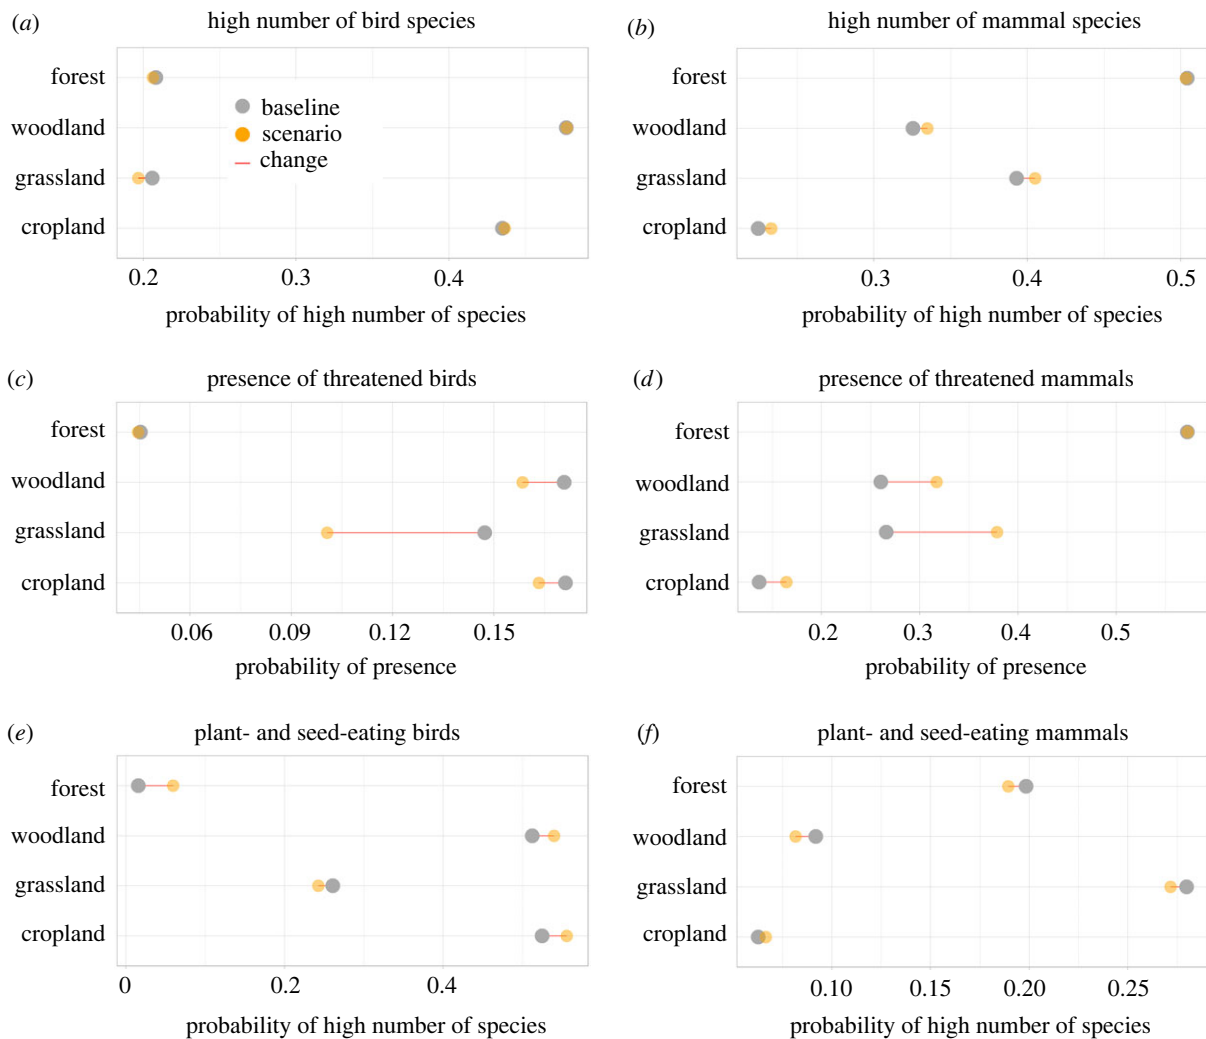 (a) high number of bird species
forest
woodland
grassland
cropland
baseline
scenario
change
0.2 0.3 0.4
probability of high number of species
(b) high number of mammal species
forest
woodland
grassland
cropland
0.3 0.4 0.5
probability of high number of species
(c) presence of threatened birds
forest
woodland
grassland
cropland
0.06 0.09 0.12 0.15
probability of presence
(d) presence of threatened mammals
forest
woodland
grassland
cropland
0.2 0.3 0.4 0.5
probability of presence
(e) plant- and seed-eating birds
forest
woodland
grassland
cropland
0 0.2 0.4
probability of high number of species
(f) plant- and seed-eating mammals
forest
woodland
grassland
cropland
0.10 0.15 0.20 0.25
probability of high number of species